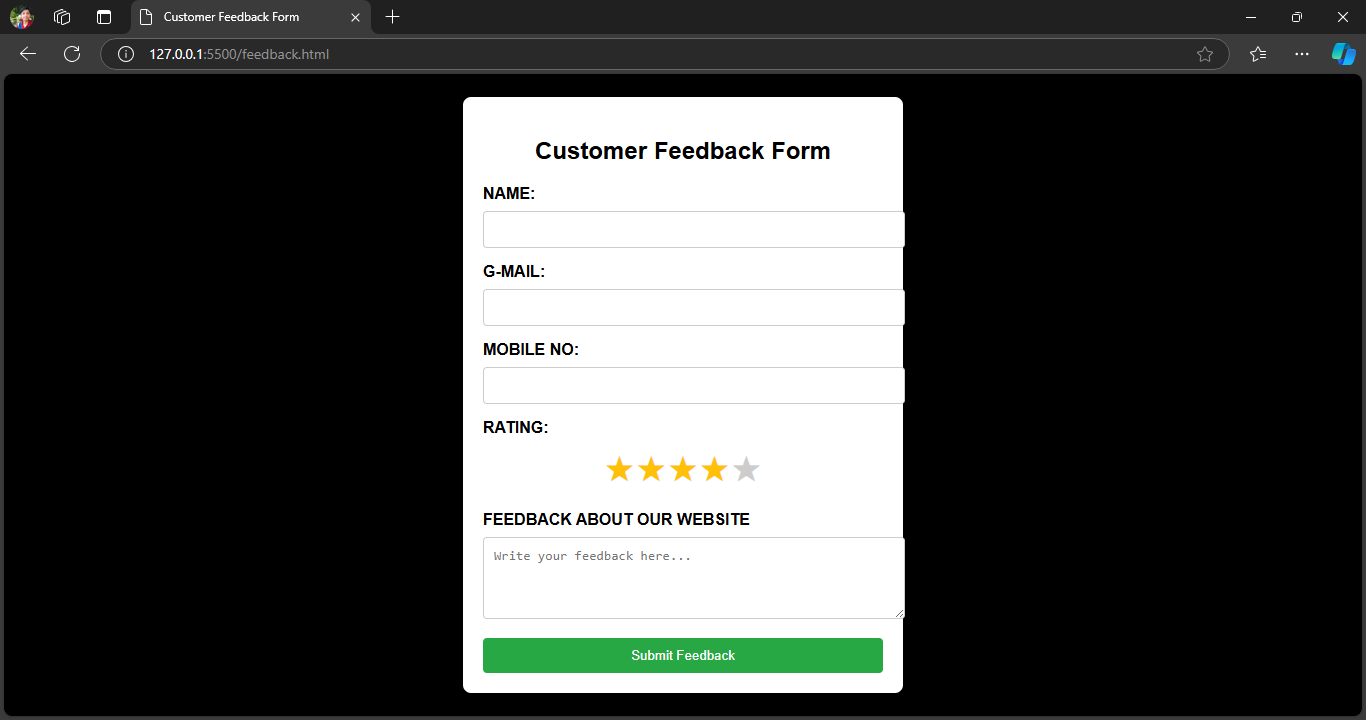 Customer Feedback Form
127.0.0.1:5500/feedback.html
Customer Feedback Form
NAME:
G-MAIL:
MOBILE NO:
RATING:
FEEDBACK ABOUT OUR WEBSITE
Write your feedback here...
Submit Feedback